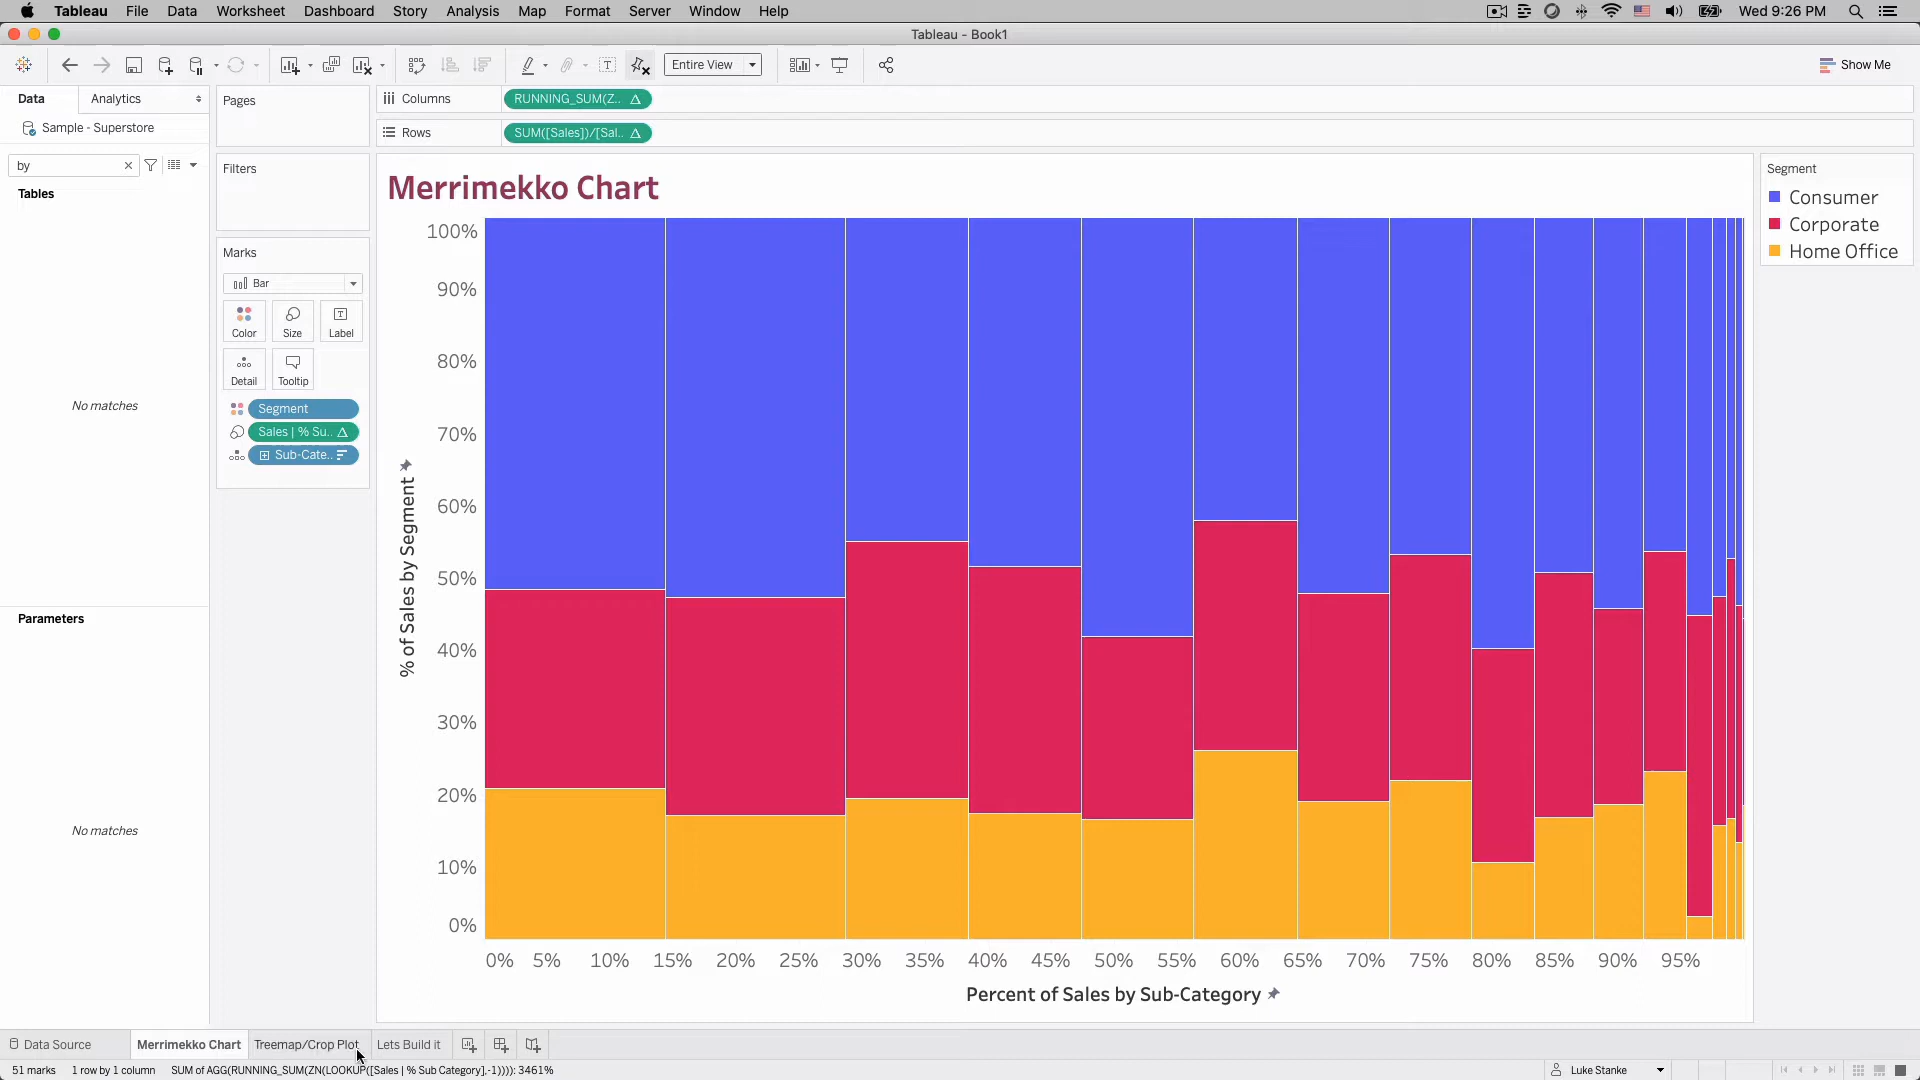 Tableau File Data Worksheet Dashboard Story Analysis Map Format Server Window Help Wed 9:26 PM
Tableau - Book1
Entire View Show Me
Data Analytics Pages Columns RUNNING_SUM(Z..
Sample - Superstore Rows SUM([Sales])/[Sal..
by
Tables
No matches
Parameters
No matches
Filters
Marks
Bar
Color Size Label
Detail Tooltip
Segment
Sales | % Su..
Sub-Cate..
Merrimekko Chart
100%
90%
80%
70%
60%
50%
40%
30%
20%
10%
0%
% of Sales by Segment
0% 5% 10% 15% 20% 25% 30% 35% 40% 45% 50% 55% 60% 65% 70% 75% 80% 85% 90% 95%
Percent of Sales by Sub-Category
Segment
Consumer
Corporate
Home Office
Data Source Merrimekko Chart Treemap/Crop Plot Lets Build it
51 marks 1 row by 1 column SUM of AGG(RUNNING_SUM(ZN(LOOKUP([Sales | % Sub Category],-1)))): 3461% Luke Stanke